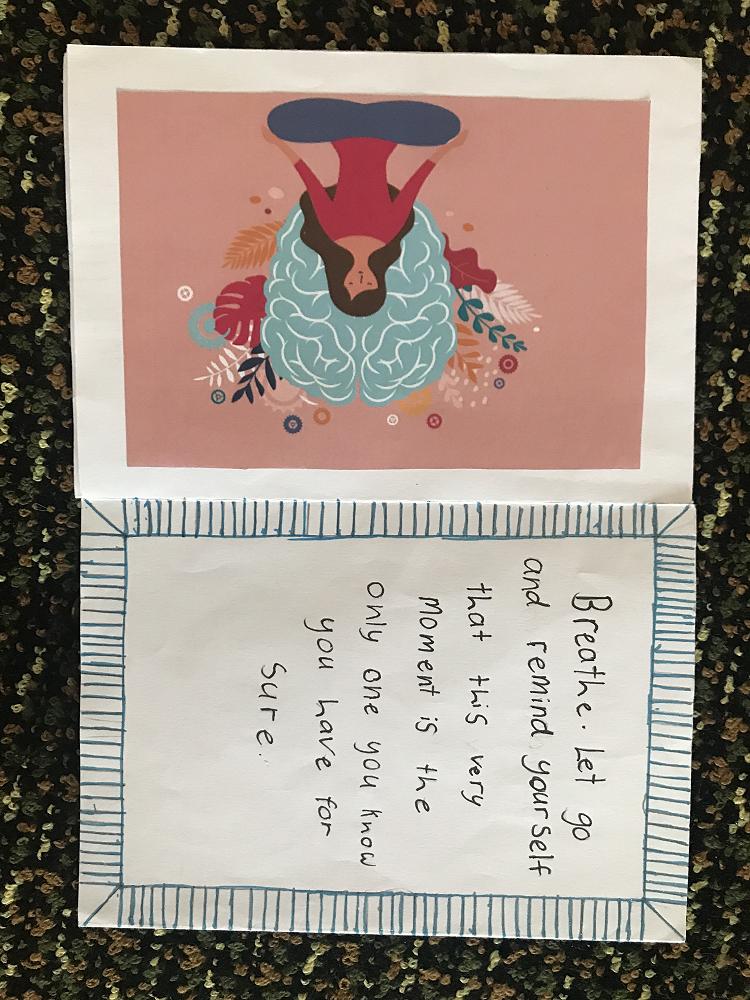 Breathe. Let go
and remind yourself
that this very
moment is the
only one you know
you have for
sure.